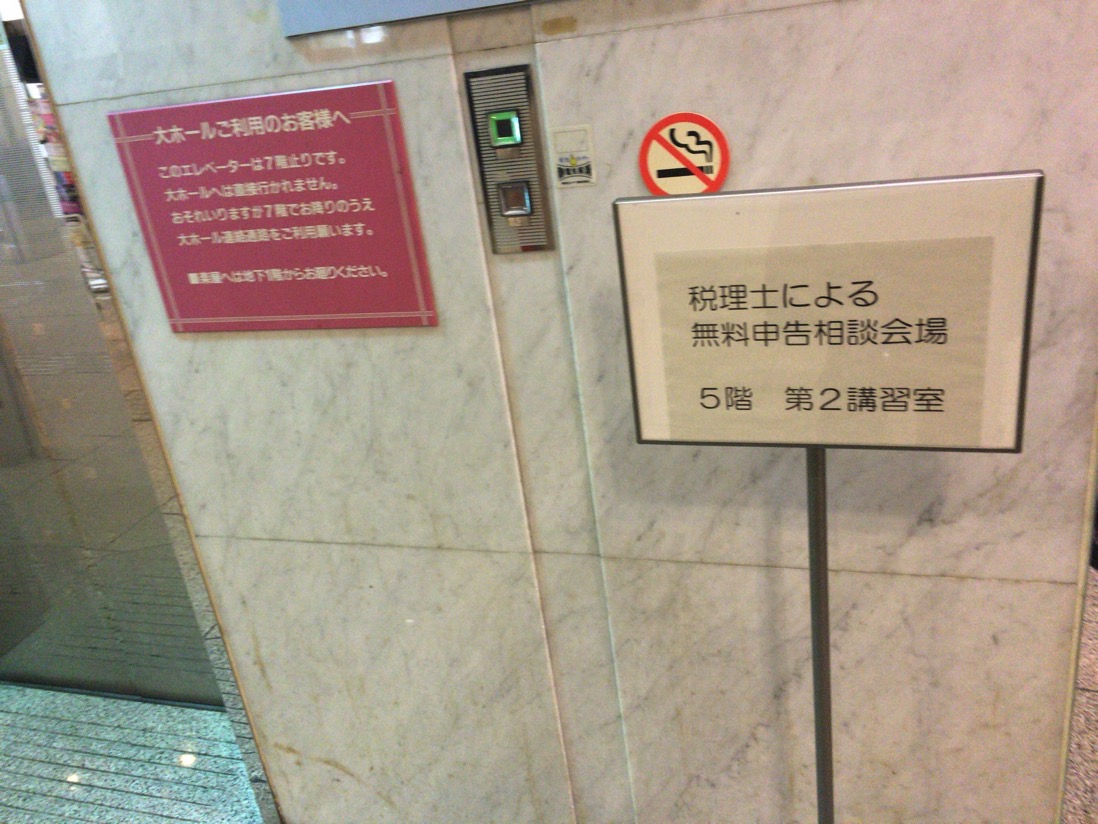 大ホールご利用のお客様へ
このエレベーターは7階止りです。
大ホールへは直接行かれません。
おそれいりますが7階でお降りのうえ
大ホール連絡通路をご利用願います。
■楽屋へは地下1階からお廻りください。
税理士による
無料申告相談会場
5階 第2講習室